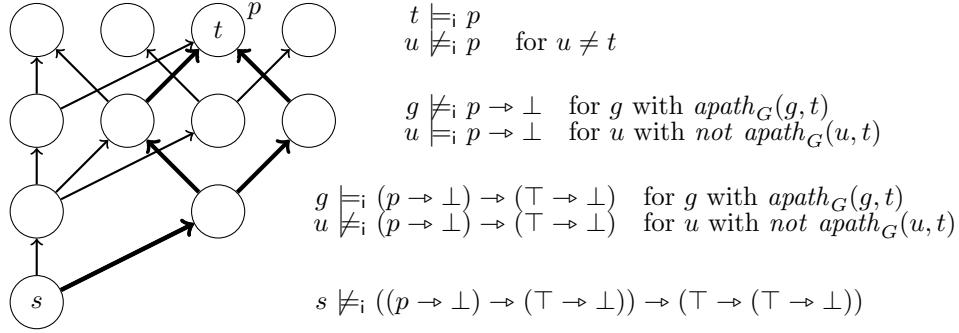 t p
s
t ⊨ᵢ p
u ⊭ᵢ p for u ≠ t
g ⊭ᵢ p ⇾ ⊥ for g with apath_G(g, t)
u ⊨ᵢ p ⇾ ⊥ for u with not apath_G(u, t)
g ⊨ᵢ (p ⇾ ⊥) ⇾ (⊤ ⇾ ⊥) for g with apath_G(g, t)
u ⊭ᵢ (p ⇾ ⊥) ⇾ (⊤ ⇾ ⊥) for u with not apath_G(u, t)
s ⊭ᵢ ((p ⇾ ⊥) ⇾ (⊤ ⇾ ⊥)) ⇾ (⊤ ⇾ (⊤ ⇾ ⊥))